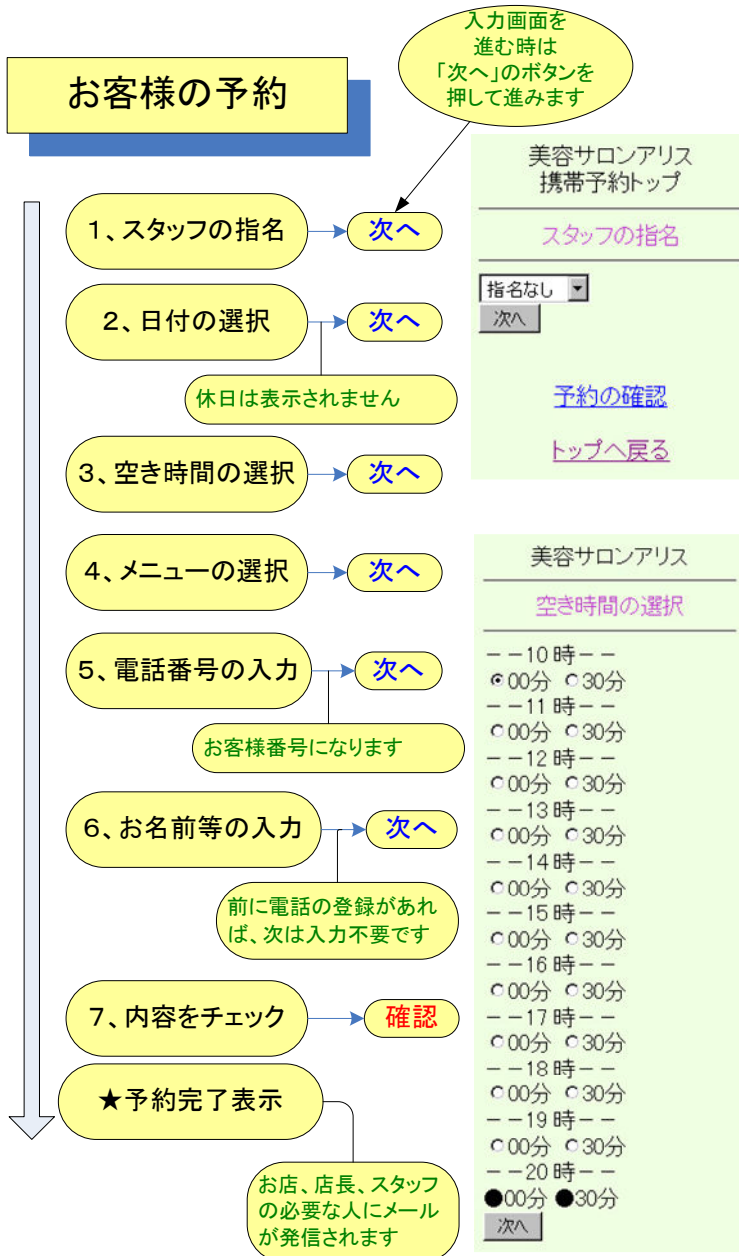 お客様の予約
入力画面を
進む時は
「次へ」のボタンを
押して進みます
1、スタッフの指名
次へ
2、日付の選択
次へ
休日は表示されません
3、空き時間の選択
次へ
4、メニューの選択
次へ
5、電話番号の入力
次へ
お客様番号になります
6、お名前等の入力
次へ
前に電話の登録があれ
ば、次は入力不要です
7、内容をチェック
確認
★予約完了表示
お店、店長、スタッフ
の必要な人にメール
が発信されます
美容サロンアリス
携帯予約トップ
スタッフの指名
指名なし
次へ
予約の確認
トップへ戻る
美容サロンアリス
空き時間の選択
−−10時−−
00分 30分
−−11時−−
00分 30分
−−12時−−
00分 30分
−−13時−−
00分 30分
−−14時−−
00分 30分
−−15時−−
00分 30分
−−16時−−
00分 30分
−−17時−−
00分 30分
−−18時−−
00分 30分
−−19時−−
00分 30分
−−20時−−
●00分 ●30分
次へ